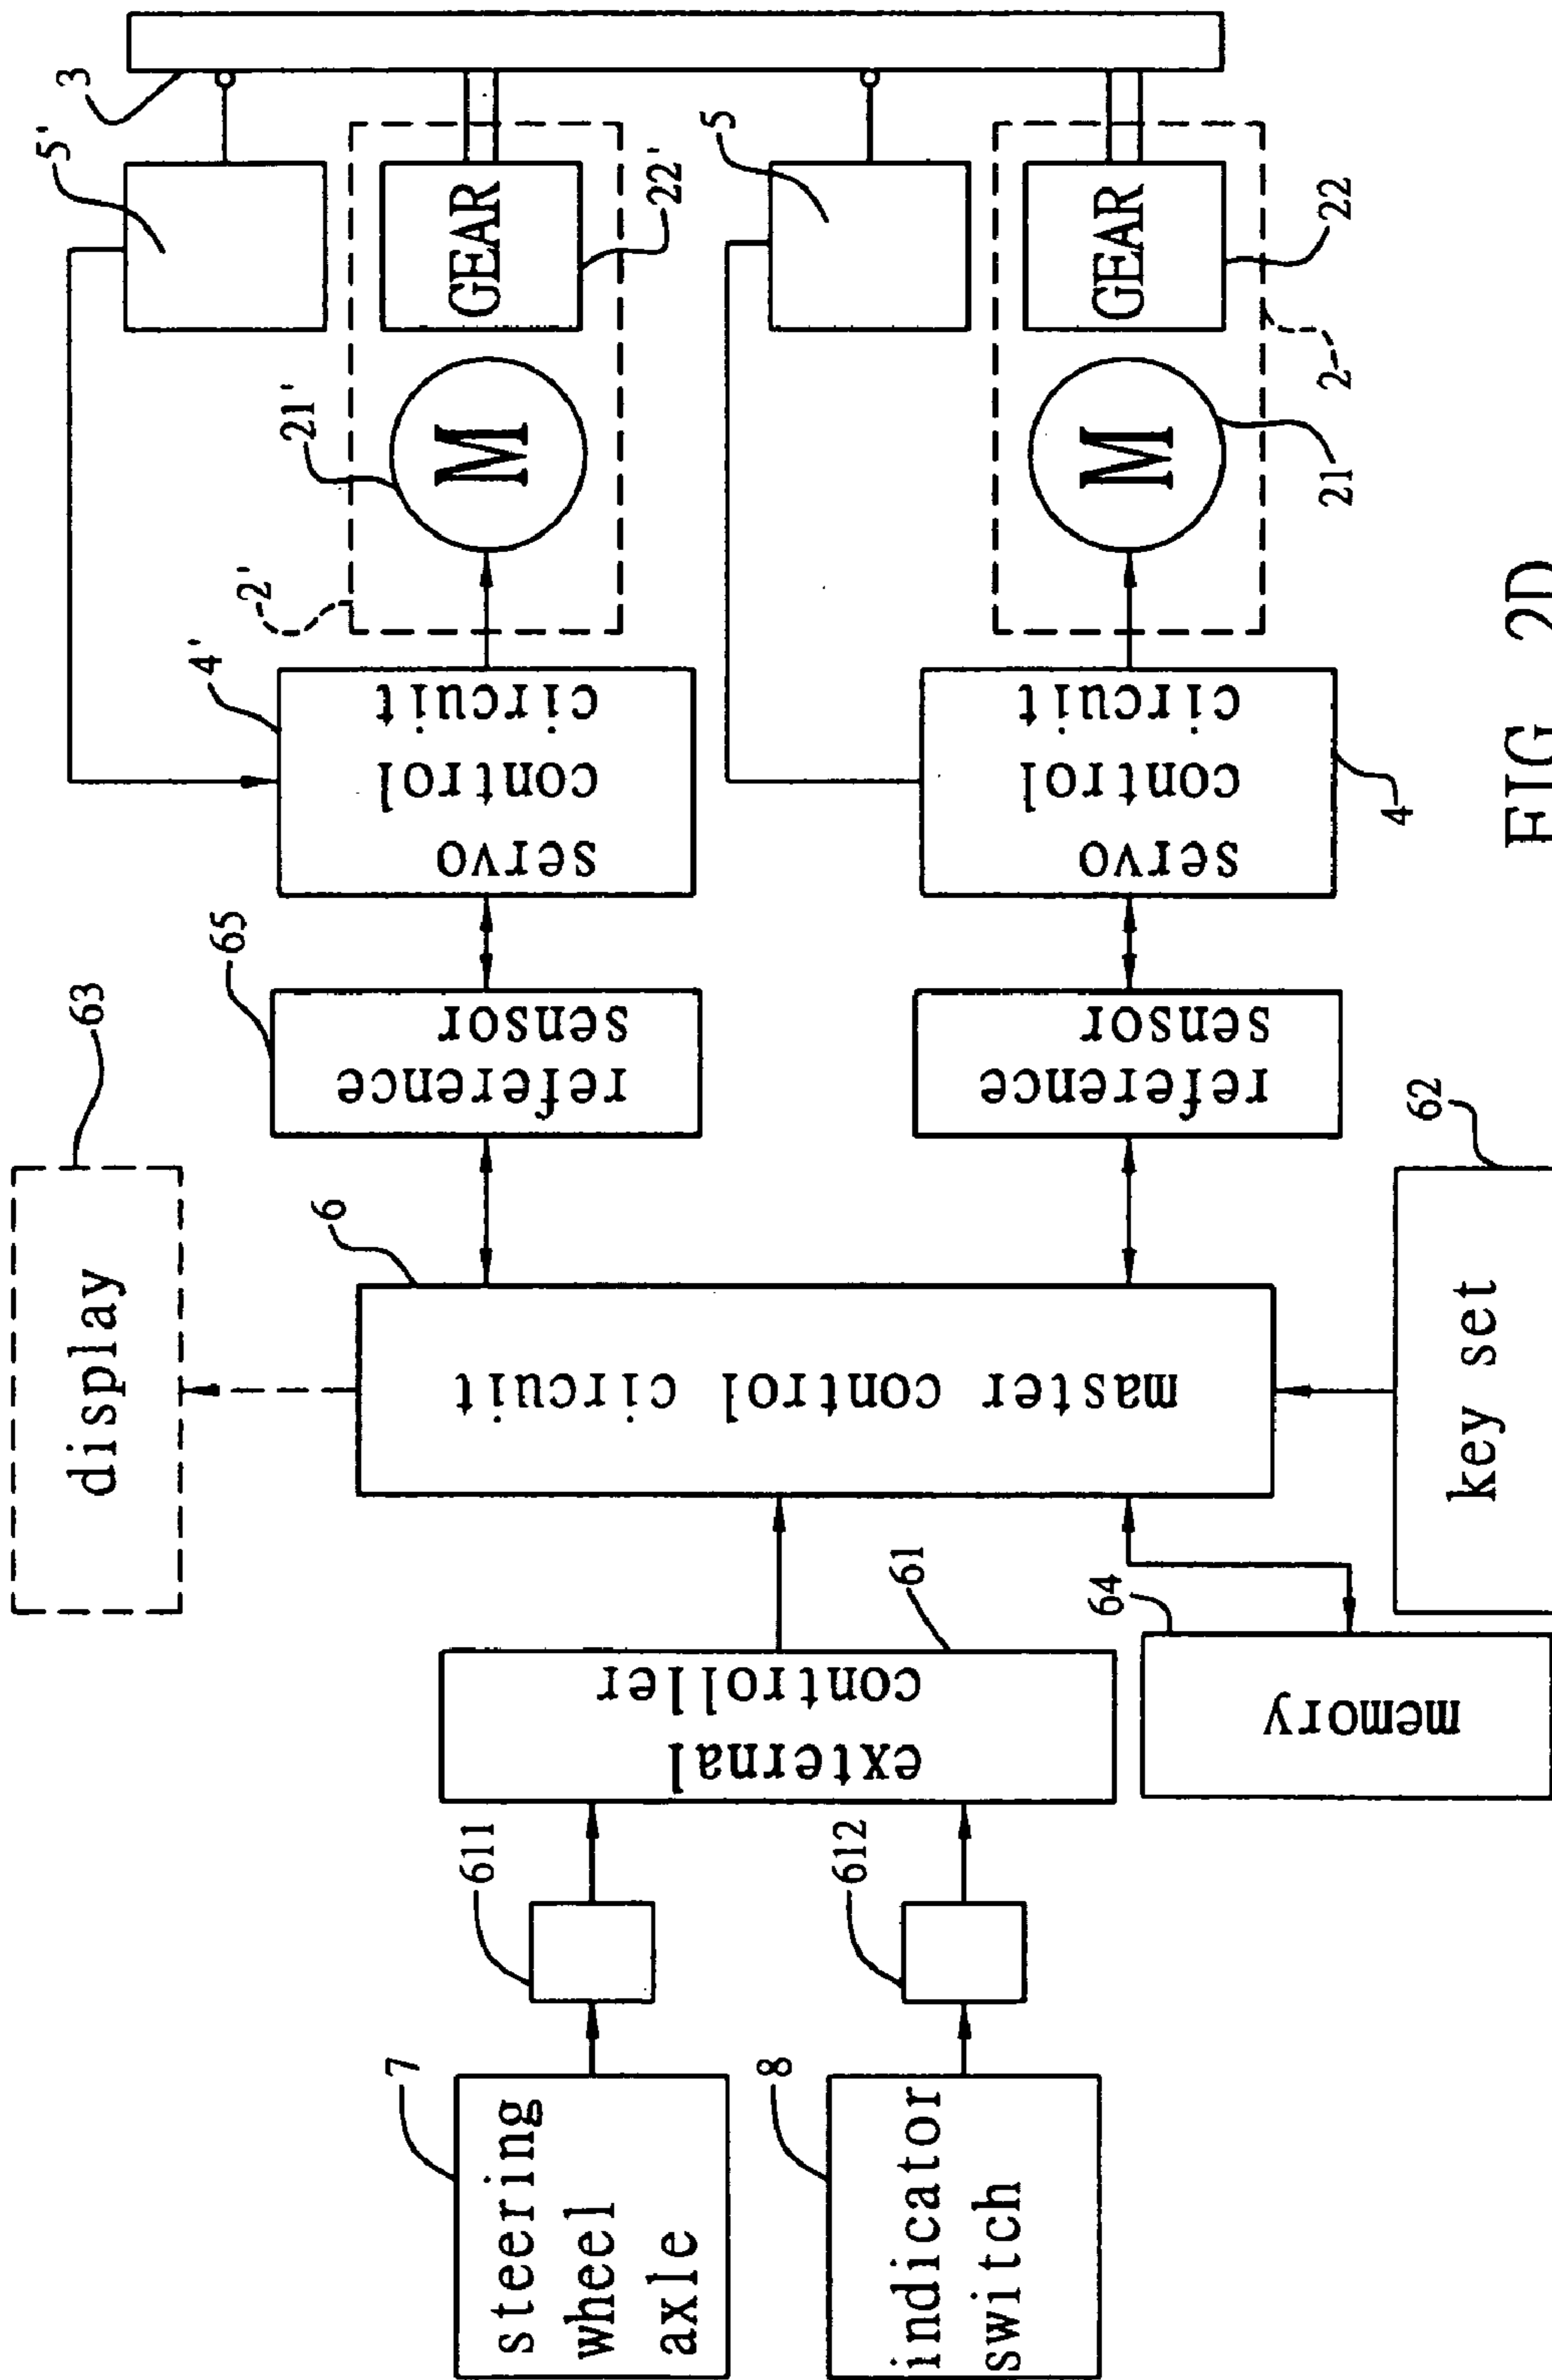 63
display
65
4'
2'
21'
M
GEAR
22'
5'
3
6
reference
sensor
servo
control
circuit
7
steering
wheel
axle
611
external
controller
61
master control circuit
8
indicator
switch
612
64
memory
62
key set
reference
sensor
servo
control
circuit
4
5
M
21
GEAR
22
2
FIG. 2D